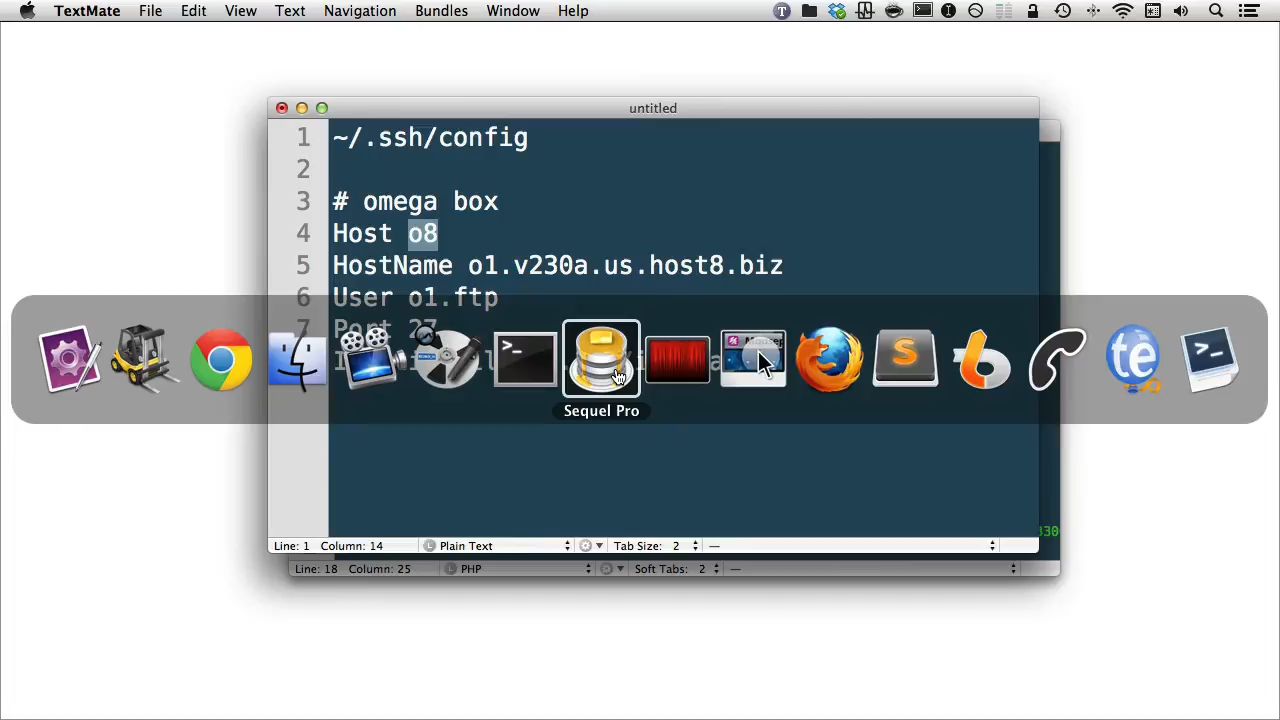 TextMate File Edit View Text Navigation Bundles Window Help
untitled
1 ~/.ssh/config
2
3 # omega box
4 Host o8
5 HostName o1.v230a.us.host8.biz
6 User o1.ftp
7 Port 27
Sequel Pro
Line: 1 Column: 14 Plain Text Tab Size: 2 —
Line: 18 Column: 25 PHP Soft Tabs: 2 —